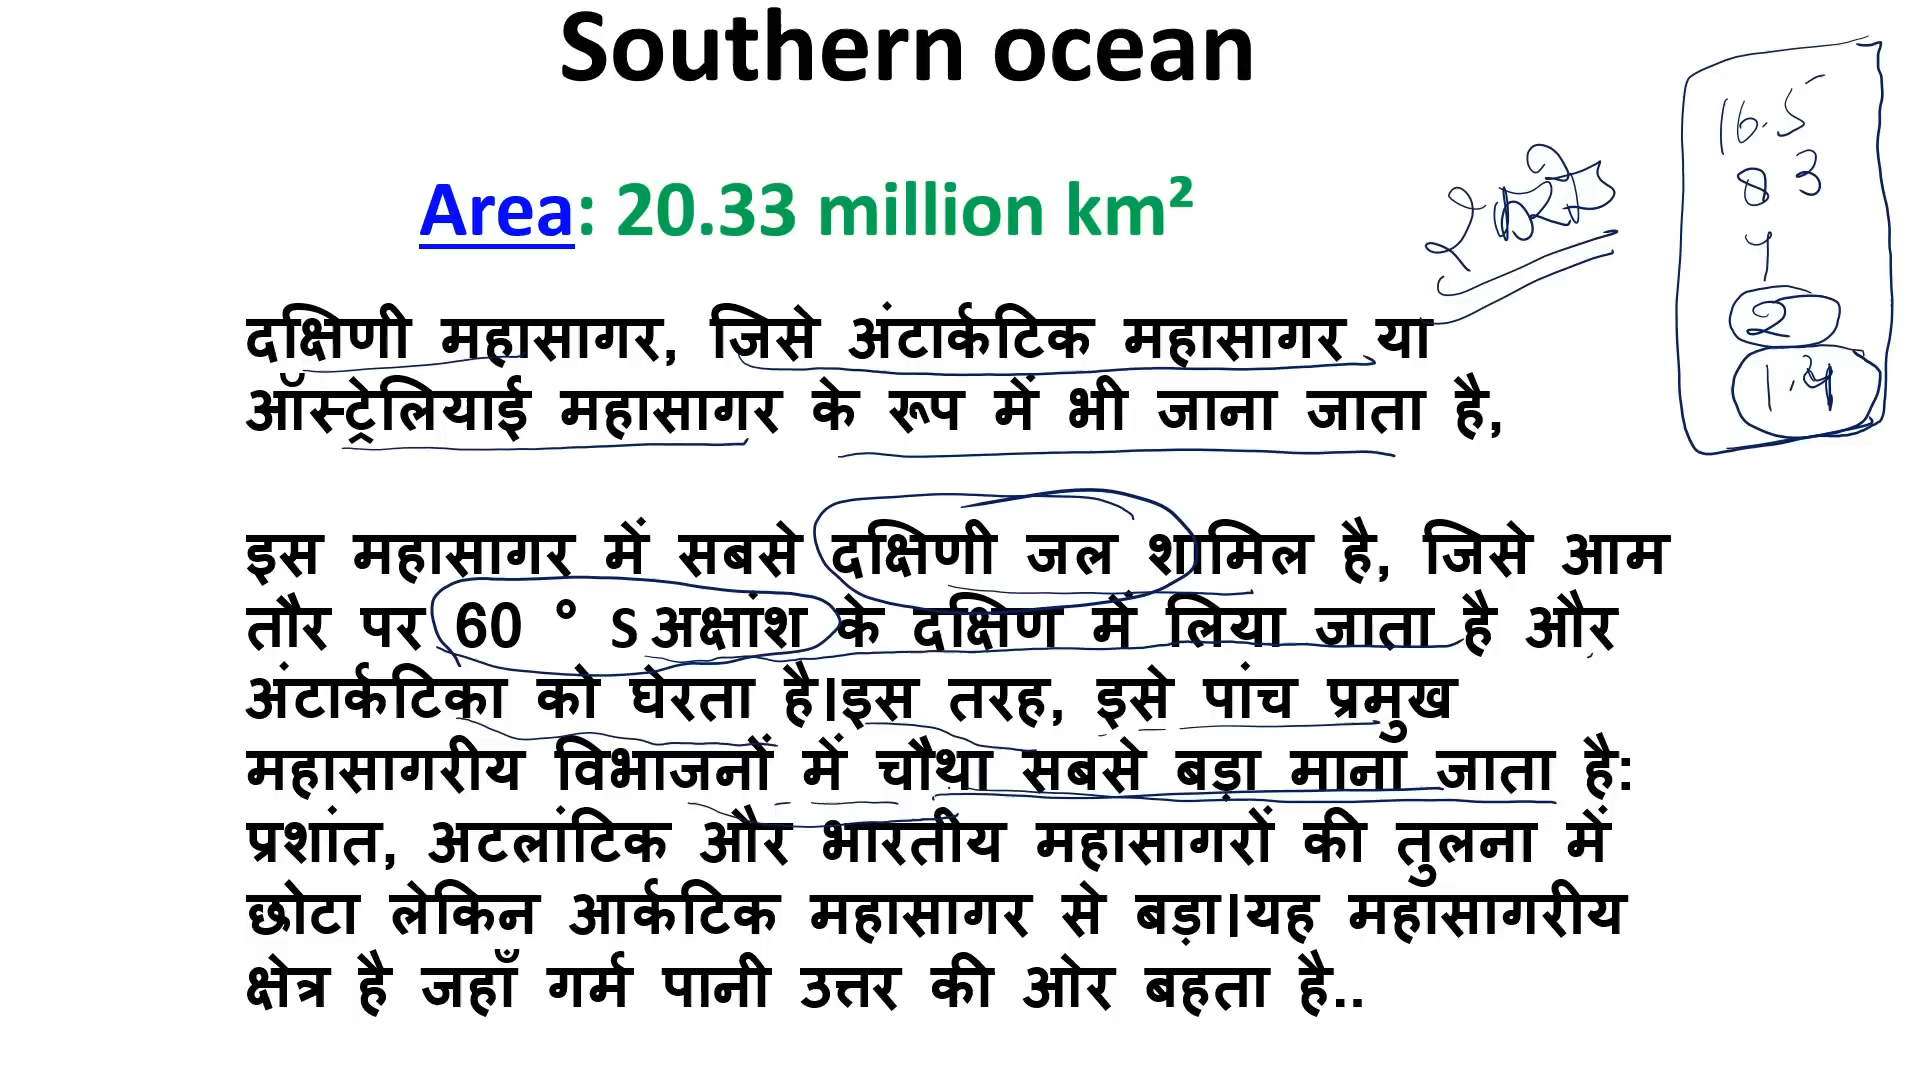 Southern ocean
Area: 20.33 million km²
दक्षिणी महासागर, जिसे अंटार्कटिक महासागर या
ऑस्ट्रेलियाई महासागर के रूप में भी जाना जाता है,
इस महासागर में सबसे दक्षिणी जल शामिल है, जिसे आम
तौर पर 60 ° S अक्षांश के दक्षिण में लिया जाता है और
अंटार्कटिका को घेरता है।इस तरह, इसे पांच प्रमुख
महासागरीय विभाजनों में चौथा सबसे बड़ा माना जाता है:
प्रशांत, अटलांटिक और भारतीय महासागरों की तुलना में
छोटा लेकिन आर्कटिक महासागर से बड़ा।यह महासागरीय
क्षेत्र है जहाँ गर्म पानी उत्तर की ओर बहता है..
16.5
8 3
2
1.4